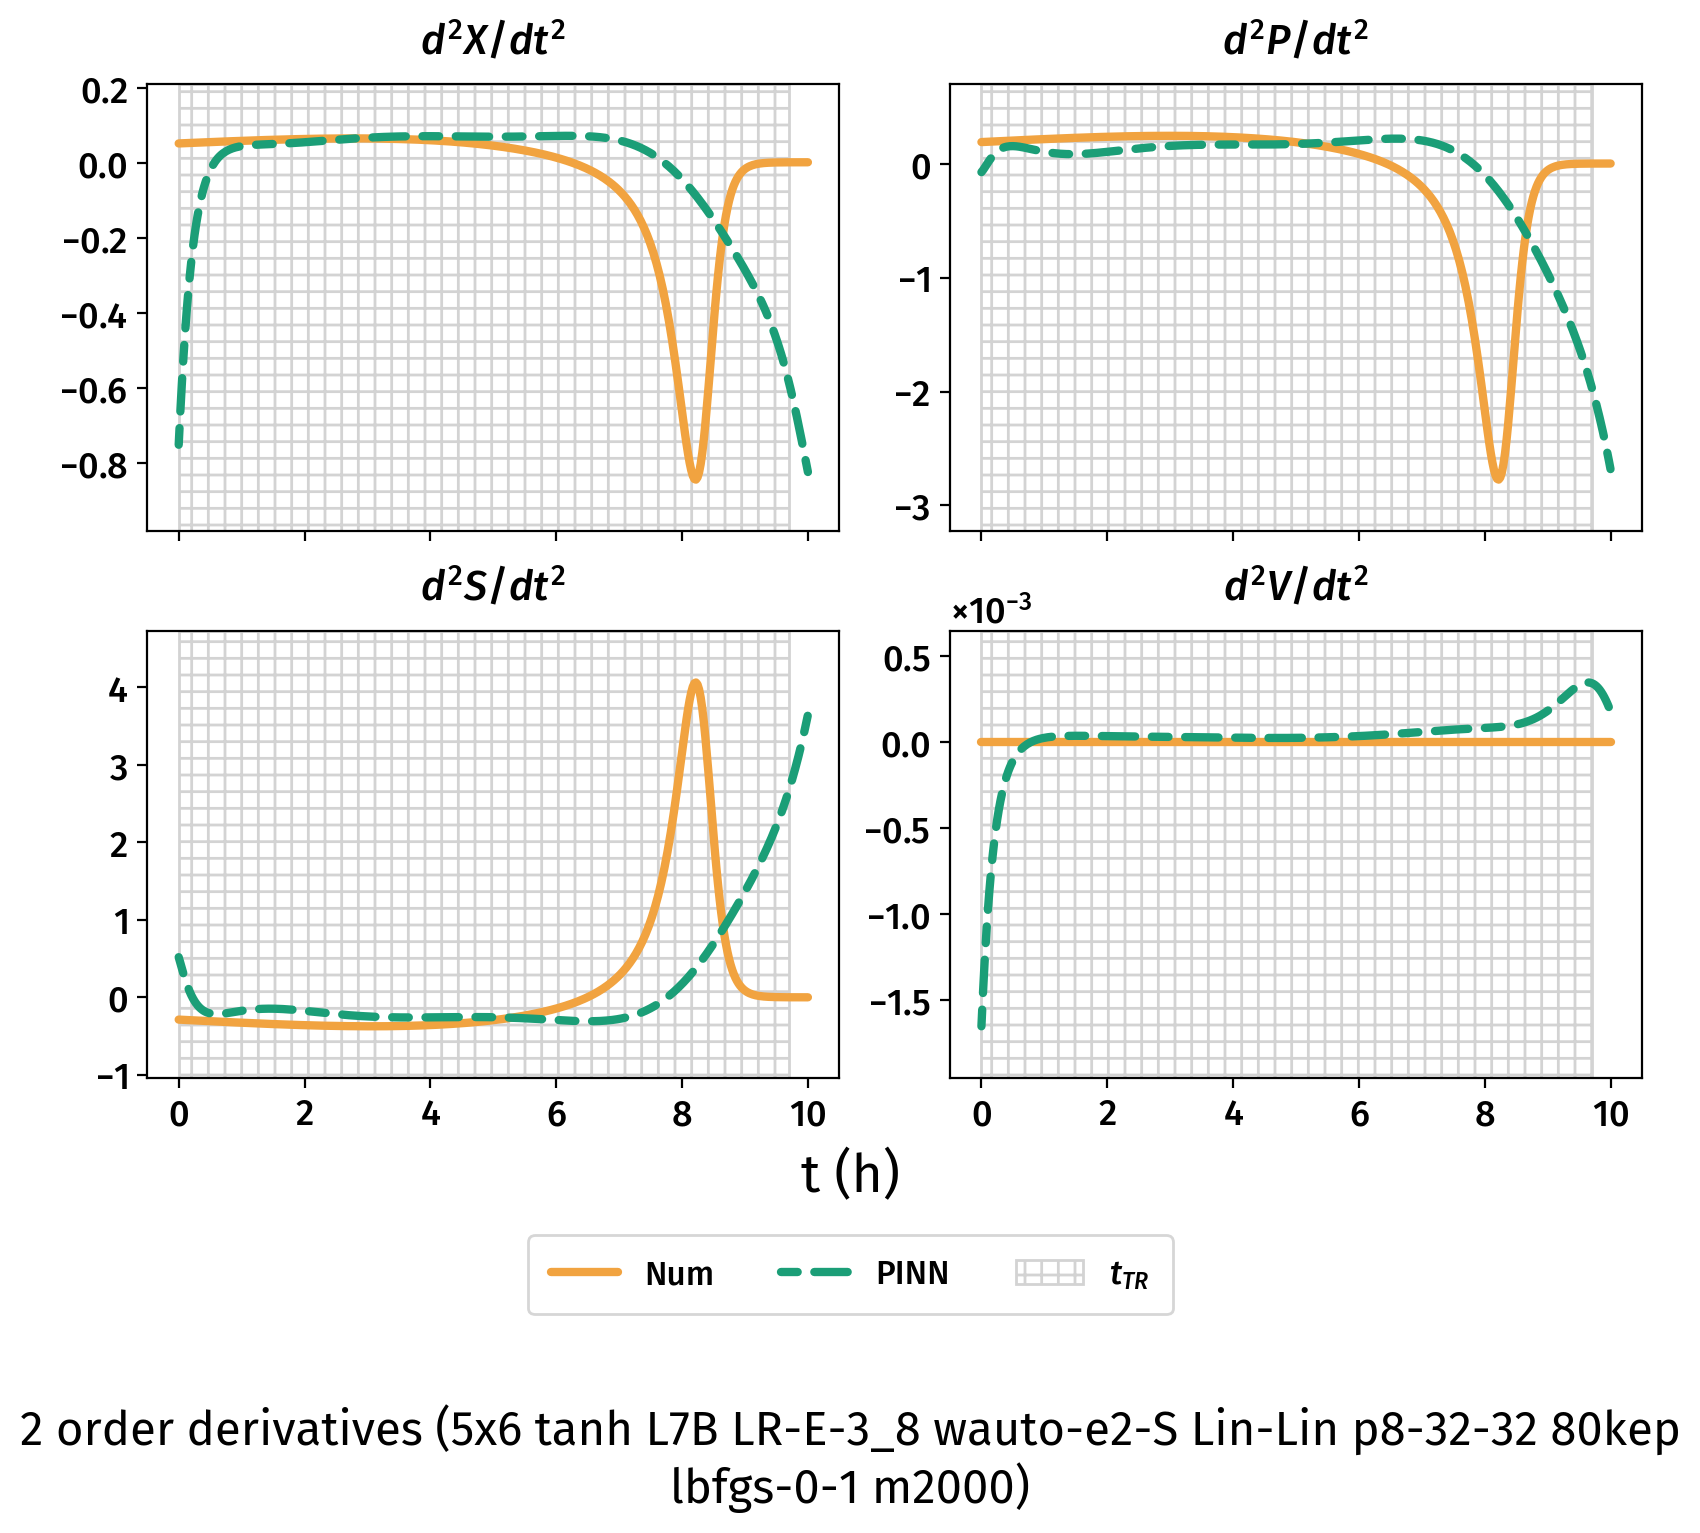 d²X/dt²
d²P/dt²
0.2
0.0
−0.2
−0.4
−0.6
−0.8
0
−1
−2
−3
d²S/dt²
d²V/dt²
×10⁻³
4
3
2
1
0
−1
0.5
0.0
−0.5
−1.0
−1.5
0 2 4 6 8 10
0 2 4 6 8 10
t (h)
Num PINN t_TR
2 order derivatives (5x6 tanh L7B LR-E-3_8 wauto-e2-S Lin-Lin p8-32-32 80kep
lbfgs-0-1 m2000)